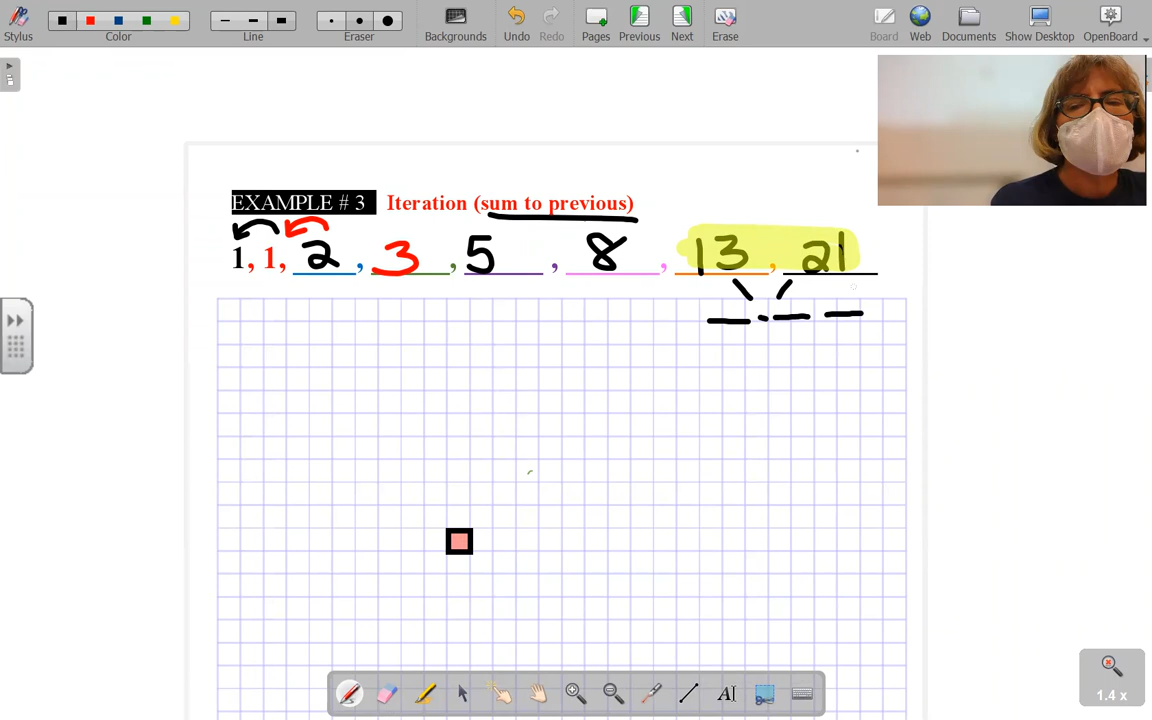 Stylus Color Line Eraser Backgrounds Undo Redo Pages Previous Next Erase Board Web Documents Show Desktop OpenBoard
EXAMPLE # 3 Iteration (sum to previous)
1, 1, 2, 3, 5, 8, 13, 21
1.4 x